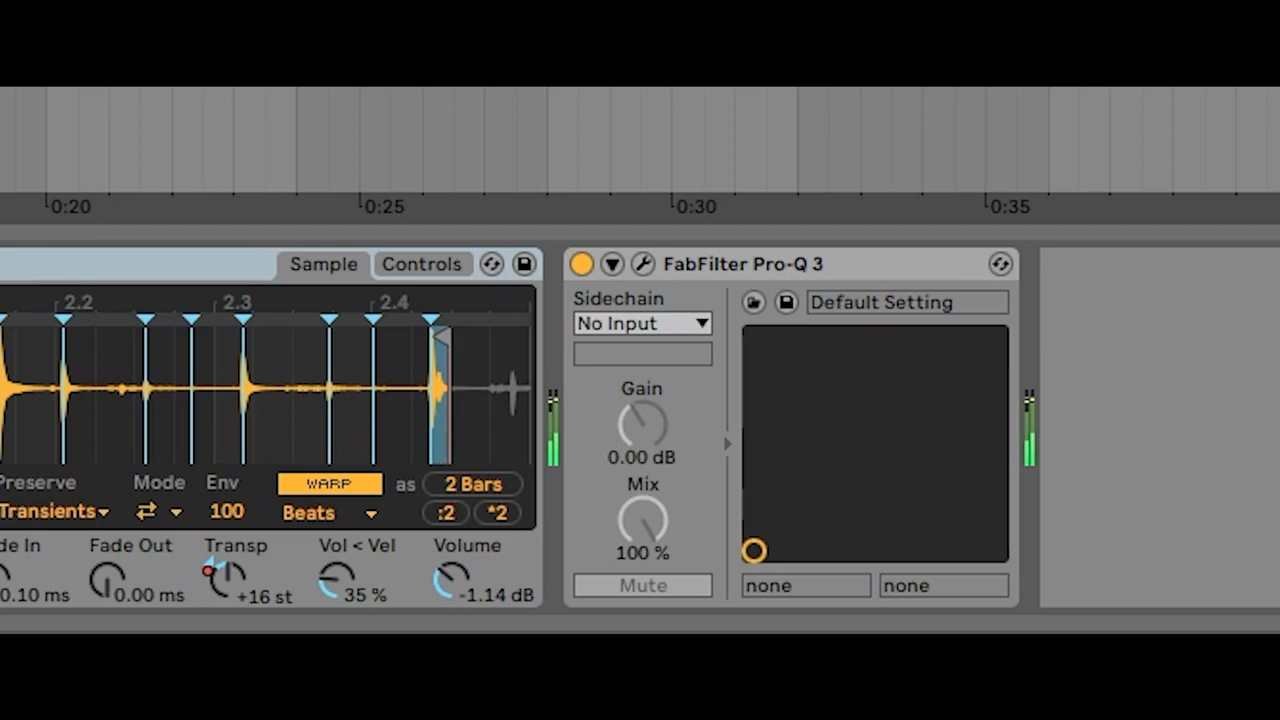 0:20 0:25 0:30 0:35
Sample Controls
FabFilter Pro-Q 3
2.2 2.3 2.4
Sidechain
No Input
Default Setting
Gain
0.00 dB
Mix
100 %
Mute
none none
Preserve Mode Env WARP as 2 Bars
Transients 100 Beats :2 *2
de In Fade Out Transp Vol < Vel Volume
0.10 ms 0.00 ms +16 st 35 % -1.14 dB